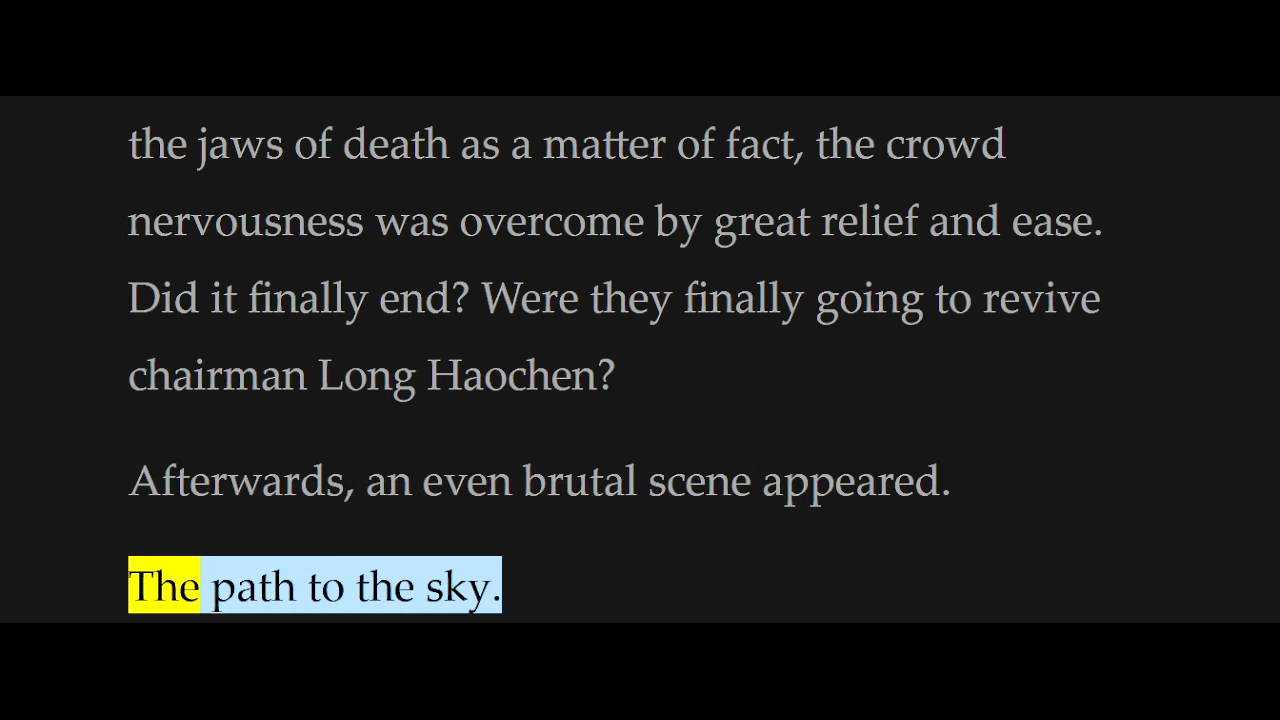 the jaws of death as a matter of fact, the crowd
nervousness was overcome by great relief and ease.
Did it finally end? Were they finally going to revive
chairman Long Haochen?
Afterwards, an even brutal scene appeared.
The path to the sky.